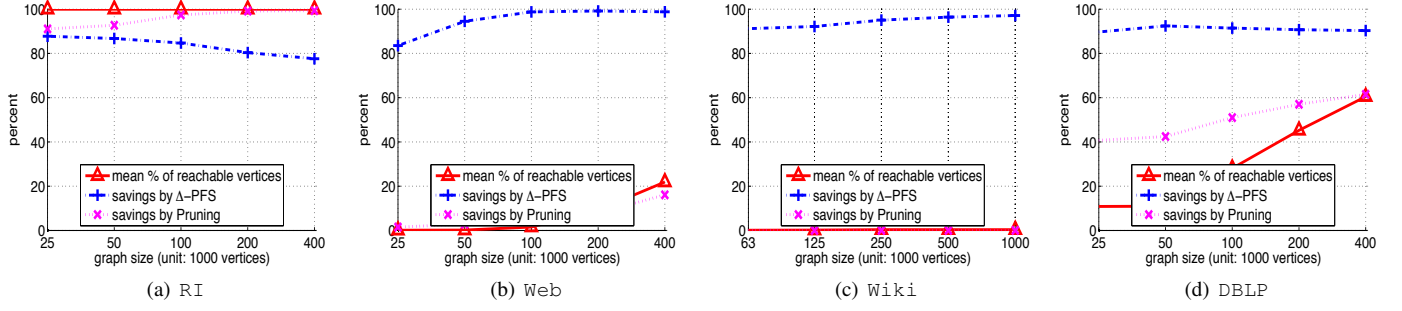 100
80
60
40
20
0
percent
mean % of reachable vertices
savings by Δ−PFS
savings by Pruning
25 50 100 200 400
graph size (unit: 1000 vertices)
(a) RI
100
80
60
40
20
0
percent
mean % of reachable vertices
savings by Δ−PFS
savings by Pruning
25 50 100 200 400
graph size (unit: 1000 vertices)
(b) Web
100
80
60
40
20
0
percent
mean % of reachable vertices
savings by Δ−PFS
savings by Pruning
63 125 250 500 1000
graph size (unit: 1000 vertices)
(c) Wiki
100
80
60
40
20
0
percent
mean % of reachable vertices
savings by Δ−PFS
savings by Pruning
25 50 100 200 400
graph size (unit: 1000 vertices)
(d) DBLP